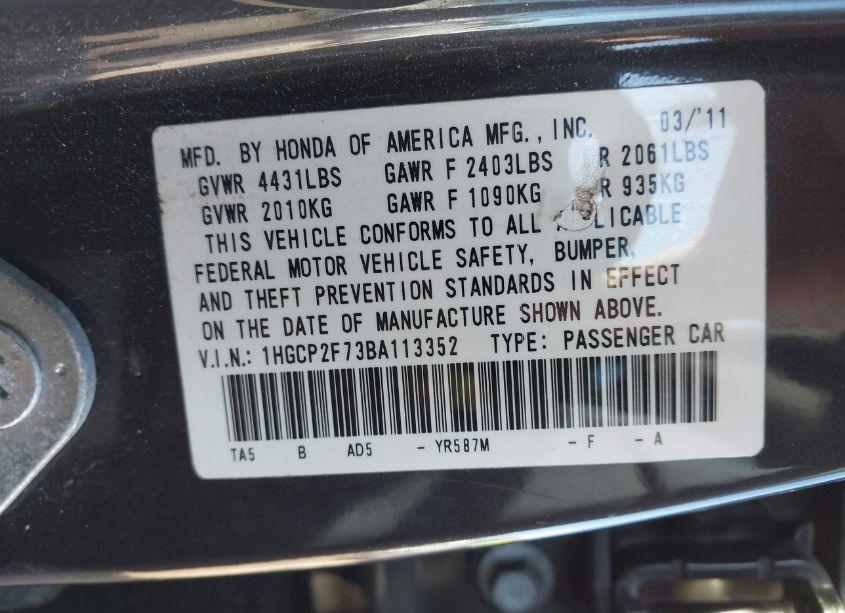 MFD. BY HONDA OF AMERICA MFG., INC. 03/'11
GVWR 4431LBS GAWR F 2403LBS R 2061LBS
GVWR 2010KG GAWR F 1090KG R 935KG
THIS VEHICLE CONFORMS TO ALL APPLICABLE
FEDERAL MOTOR VEHICLE SAFETY, BUMPER,
AND THEFT PREVENTION STANDARDS IN EFFECT
ON THE DATE OF MANUFACTURE SHOWN ABOVE.
V.I.N.: 1HGCP2F73BA113352 TYPE: PASSENGER CAR
TA5 B AD5 - YR587M - F - A